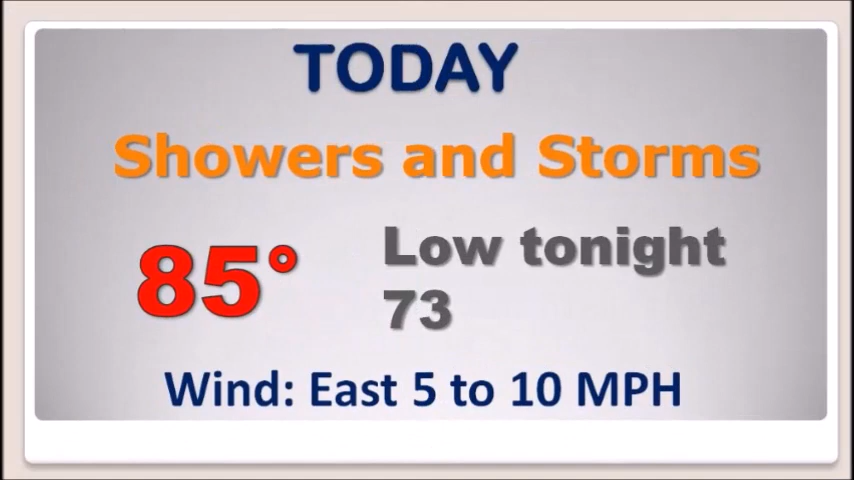 TODAY
Showers and Storms
85°
Low tonight
73
Wind: East 5 to 10 MPH